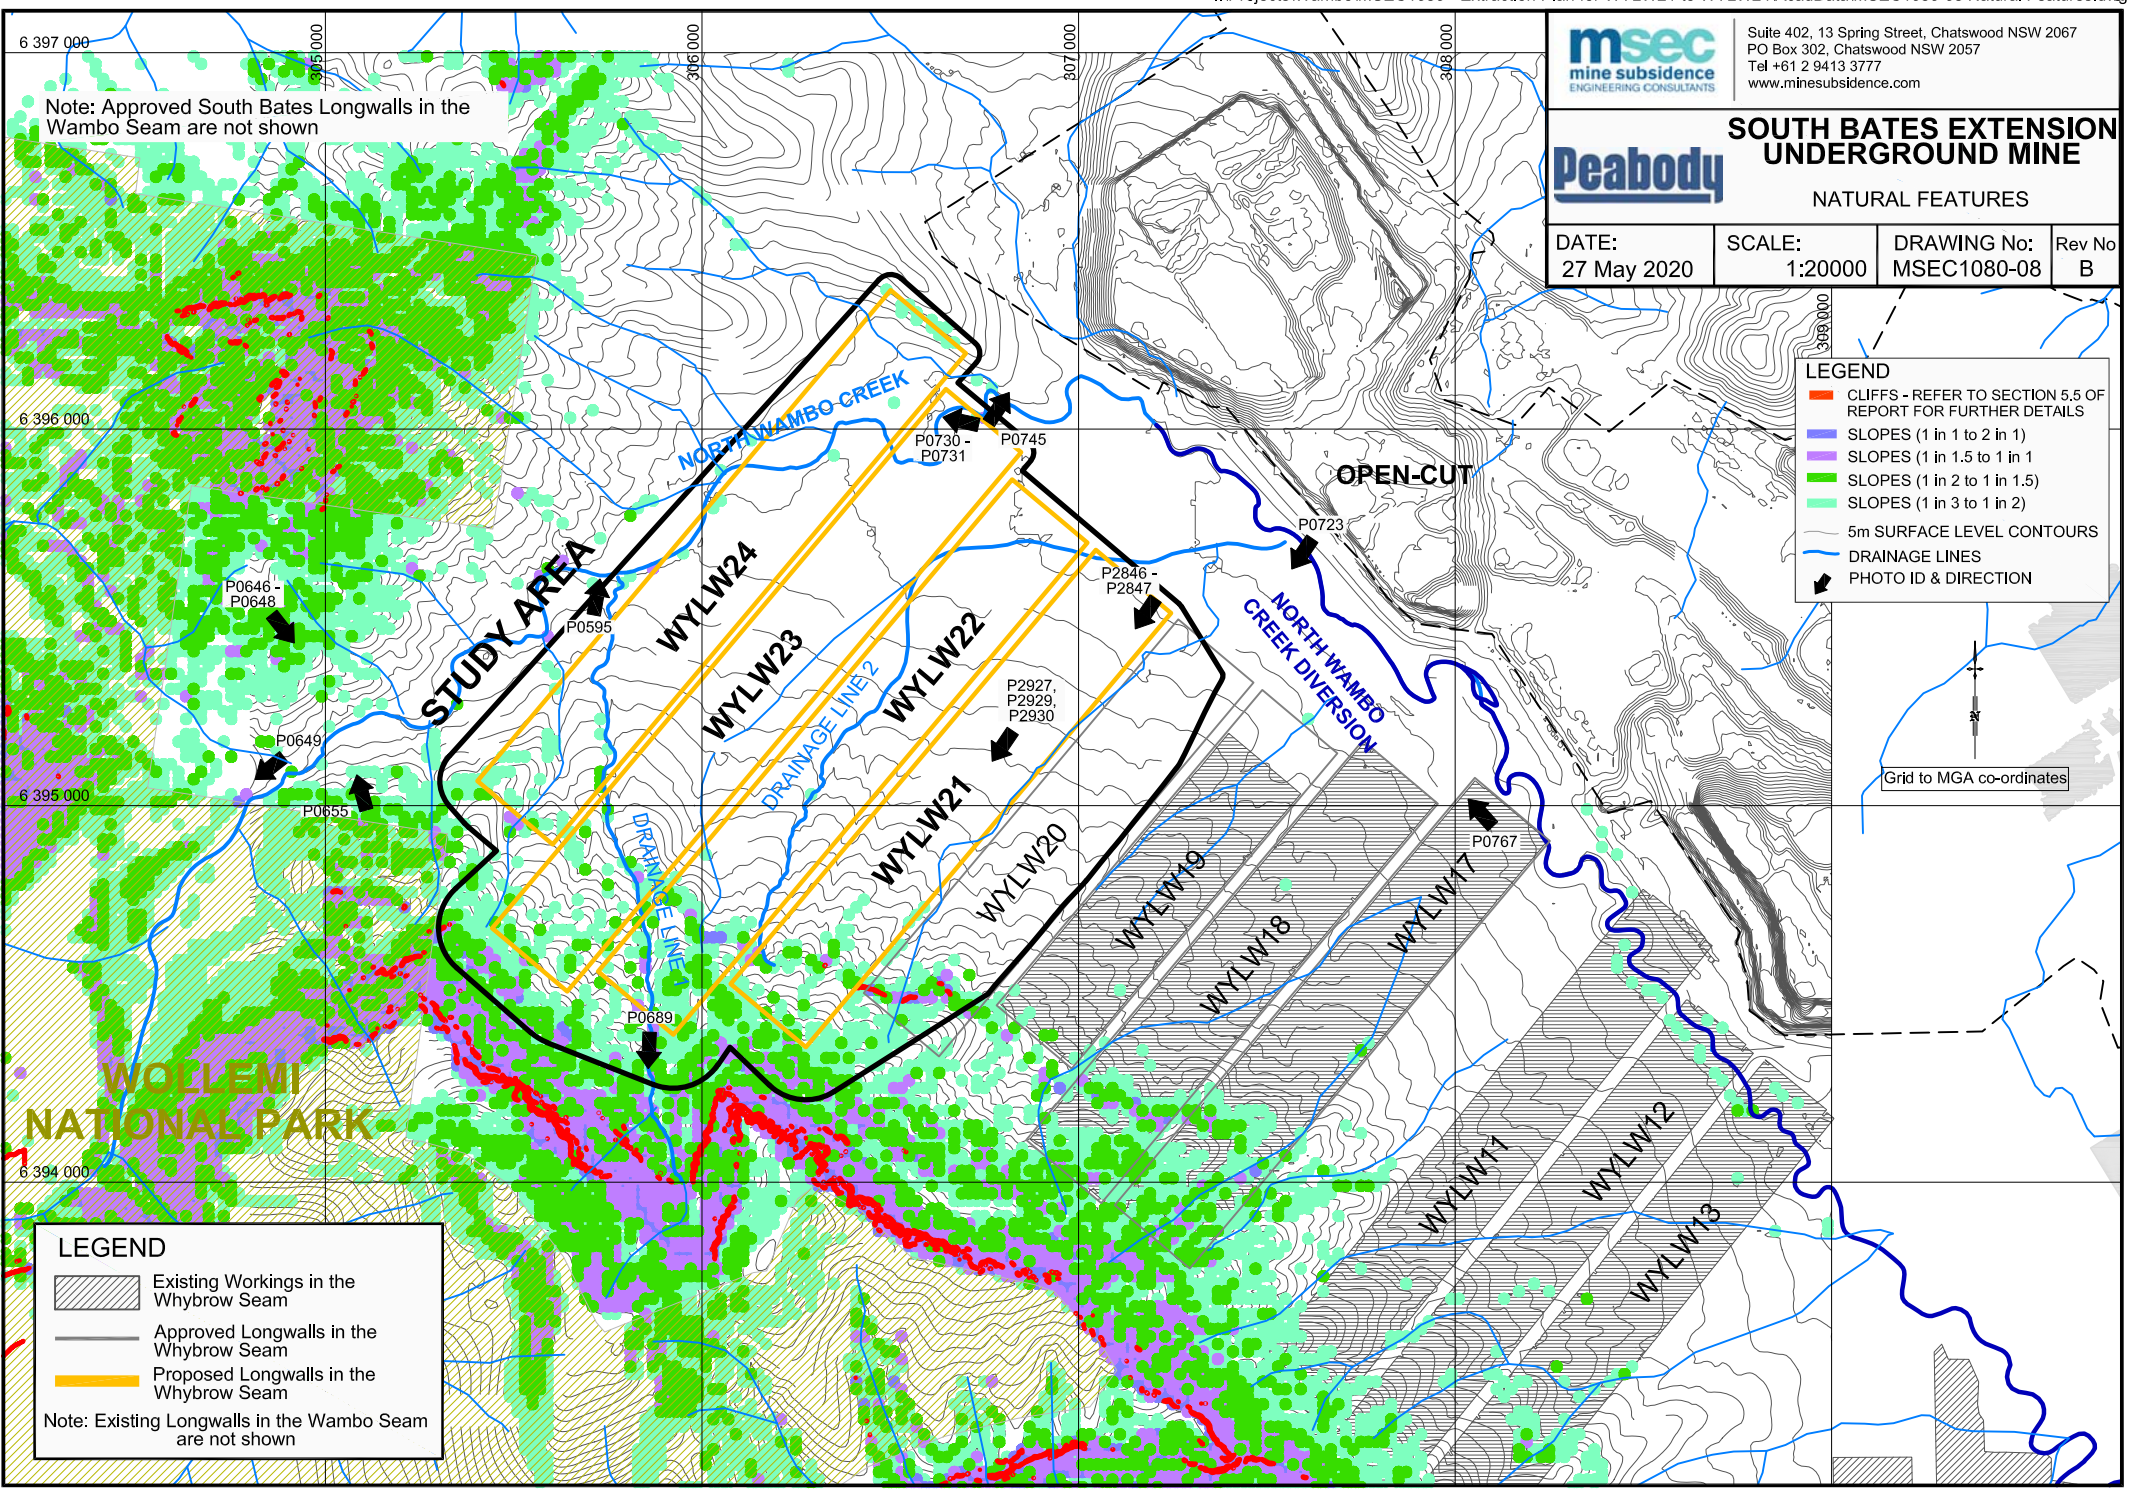 6 397 000
305 000
306 000
307 000
308 000
Note: Approved South Bates Longwalls in the
Wambo Seam are not shown
msec
mine subsidence
ENGINEERING CONSULTANTS
Suite 402, 13 Spring Street, Chatswood NSW 2067
PO Box 302, Chatswood NSW 2057
Tel +61 2 9413 3777
www.minesubsidence.com
Peabody
SOUTH BATES EXTENSION
UNDERGROUND MINE
NATURAL FEATURES
DATE:
27 May 2020
SCALE:
1:20000
DRAWING No:
MSEC1080-08
Rev No
B
309 000
LEGEND
CLIFFS - REFER TO SECTION 5.5 OF
REPORT FOR FURTHER DETAILS
SLOPES (1 in 1 to 2 in 1)
SLOPES (1 in 1.5 to 1 in 1
SLOPES (1 in 2 to 1 in 1.5)
SLOPES (1 in 3 to 1 in 2)
5m SURFACE LEVEL CONTOURS
DRAINAGE LINES
PHOTO ID & DIRECTION
6 396 000
NORTH WAMBO CREEK
P0730 -
P0731
P0745
OPEN-CUT
P0723
STUDY AREA
P0646 -
P0648
P0595
WYLW24
WYLW23
WYLW22
WYLW21
WYLW20
P2846 -
P2847
NORTH WAMBO
CREEK DIVERSION
DRAINAGE LINE 2
P2927,
P2929,
P2930
N
Grid to MGA co-ordinates
P0649
6 395 000
P0655
DRAINAGE LINE 1
P0767
WYLW19
WYLW18
WYLW17
P0689
WOLLEMI
NATIONAL PARK
6 394 000
WYLW11
WYLW12
WYLW13
LEGEND
Existing Workings in the
Whybrow Seam
Approved Longwalls in the
Whybrow Seam
Proposed Longwalls in the
Whybrow Seam
Note: Existing Longwalls in the Wambo Seam
are not shown